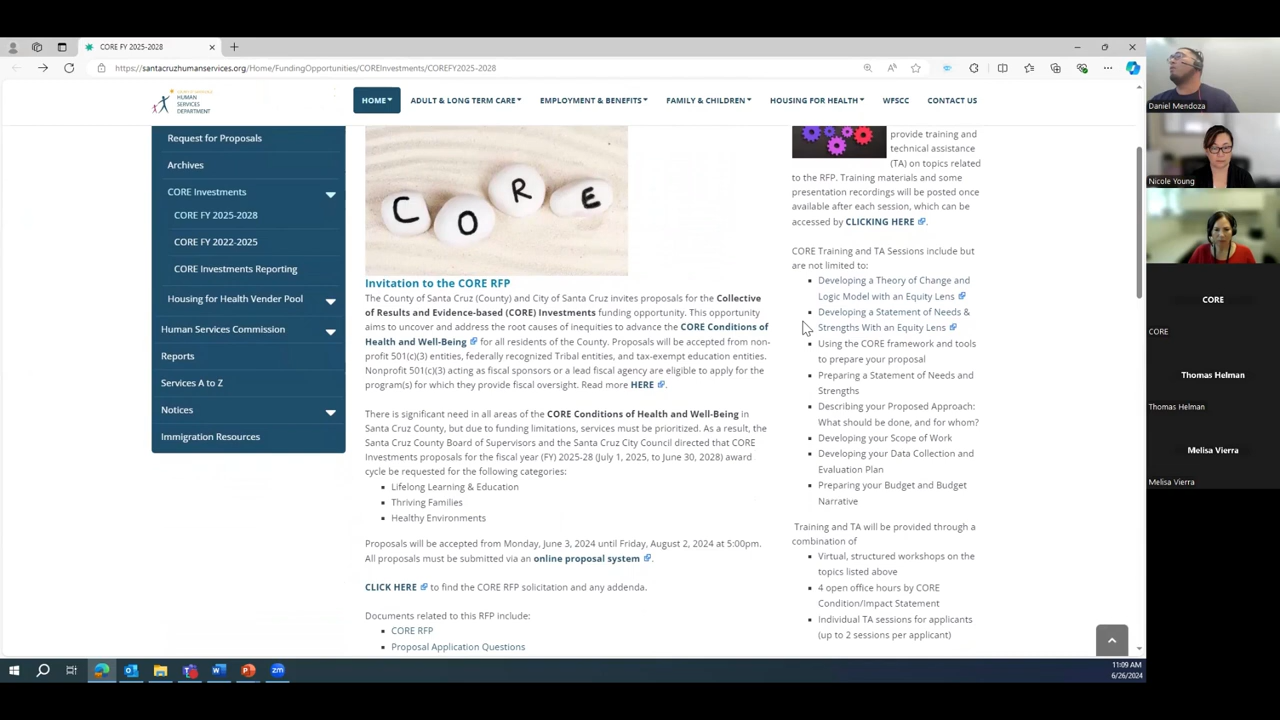 CORE FY 2025-2028
https://santacruzhumanservices.org/Home/FundingOpportunities/COREInvestments/COREFY2025-2028
HUMAN
SERVICES
DEPARTMENT
HOME
ADULT & LONG TERM CARE
EMPLOYMENT & BENEFITS
FAMILY & CHILDREN
HOUSING FOR HEALTH
WPSCC
CONTACT US
Request for Proposals
Archives
CORE Investments
CORE FY 2025-2028
CORE FY 2022-2025
CORE Investments Reporting
Housing for Health Vender Pool
Human Services Commission
Reports
Services A to Z
Notices
Immigration Resources
C O R E
Invitation to the CORE RFP
The County of Santa Cruz (County) and City of Santa Cruz invites proposals for the Collective
of Results and Evidence-based (CORE) Investments funding opportunity. This opportunity
aims to uncover and address the root causes of inequities to advance the CORE Conditions of
Health and Well-Being for all residents of the County. Proposals will be accepted from non-
profit 501(c)(3) entities, federally recognized Tribal entities, and tax-exempt education entities.
Nonprofit 501(c)(3) acting as fiscal sponsors or a lead fiscal agency are eligible to apply for the
program(s) for which they provide fiscal oversight. Read more HERE.
There is significant need in all areas of the CORE Conditions of Health and Well-Being in
Santa Cruz County, but due to funding limitations, services must be prioritized. As a result, the
Santa Cruz County Board of Supervisors and the Santa Cruz City Council directed that CORE
Investments proposals for the fiscal year (FY) 2025-28 (July 1, 2025, to June 30, 2028) award
cycle be requested for the following categories:
Lifelong Learning & Education
Thriving Families
Healthy Environments
Proposals will be accepted from Monday, June 3, 2024 until Friday, August 2, 2024 at 5:00pm.
All proposals must be submitted via an online proposal system.
CLICK HERE to find the CORE RFP solicitation and any addenda.
Documents related to this RFP include:
CORE RFP
Proposal Application Questions
provide training and
technical assistance
(TA) on topics related
to the RFP. Training materials and some
presentation recordings will be posted once
available after each session, which can be
accessed by CLICKING HERE.
CORE Training and TA Sessions include but
are not limited to:
Developing a Theory of Change and
Logic Model with an Equity Lens
Developing a Statement of Needs &
Strengths With an Equity Lens
Using the CORE framework and tools
to prepare your proposal
Preparing a Statement of Needs and
Strengths
Describing your Proposed Approach:
What should be done, and for whom?
Developing your Scope of Work
Developing your Data Collection and
Evaluation Plan
Preparing your Budget and Budget
Narrative
Training and TA will be provided through a
combination of
Virtual, structured workshops on the
topics listed above
4 open office hours by CORE
Condition/Impact Statement
Individual TA sessions for applicants
(up to 2 sessions per applicant)
11:09 AM
6/26/2024
Daniel Mendoza
Nicole Young
CORE
CORE
Thomas Helman
Thomas Helman
Melisa Vierra
Melisa Vierra